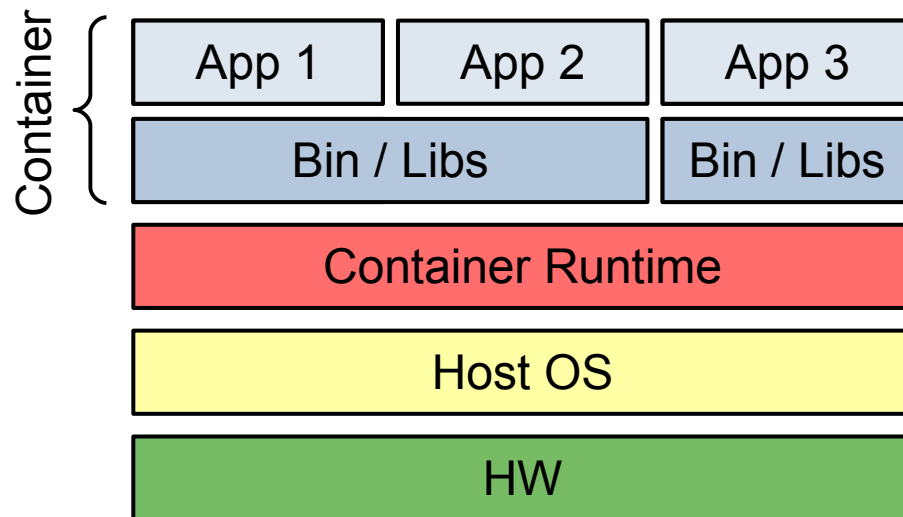 Container
App 1
App 2
App 3
Bin / Libs
Bin / Libs
Container Runtime
Host OS
HW